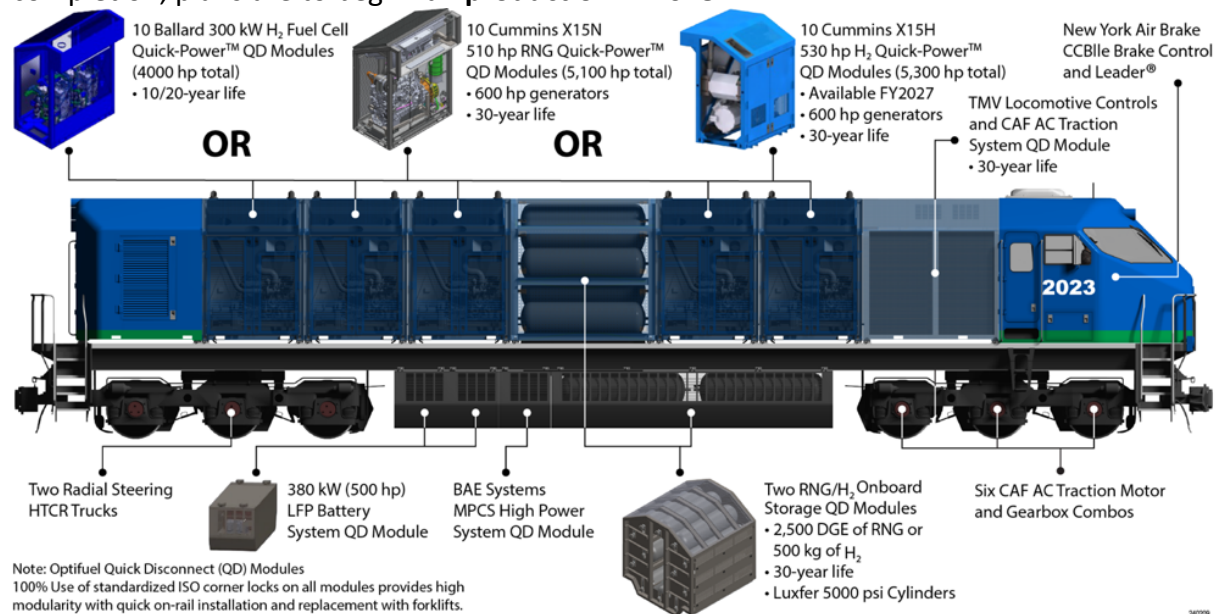 10 Ballard 300 kW H₂ Fuel Cell
Quick-Power™ QD Modules
(4000 hp total)
• 10/20-year life
OR
10 Cummins X15N
510 hp RNG Quick-Power™
QD Modules (5,100 hp total)
• 600 hp generators
• 30-year life
OR
10 Cummins X15H
530 hp H₂ Quick-Power™
QD Modules (5,300 hp total)
• Available FY2027
• 600 hp generators
• 30-year life
New York Air Brake
CCBIIe Brake Control
and Leader®
TMV Locomotive Controls
and CAF AC Traction
System QD Module
• 30-year life
2023
Two Radial Steering
HTCR Trucks
380 kW (500 hp)
LFP Battery
System QD Module
BAE Systems
MPCS High Power
System QD Module
Two RNG/H₂ Onboard
Storage QD Modules
• 2,500 DGE of RNG or
500 kg of H₂
• 30-year life
• Luxfer 5000 psi Cylinders
Six CAF AC Traction Motor
and Gearbox Combos
Note: Optifuel Quick Disconnect (QD) Modules
100% Use of standardized ISO corner locks on all modules provides high
modularity with quick on-rail installation and replacement with forklifts.